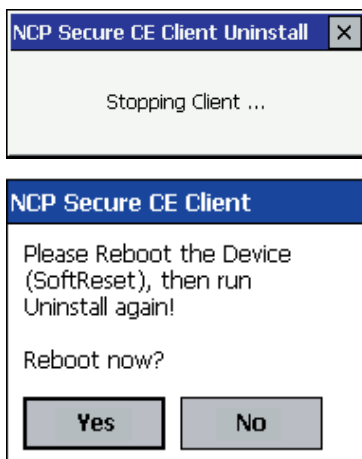 NCP Secure CE Client Uninstall
Stopping Client ...
NCP Secure CE Client
Please Reboot the Device
(SoftReset), then run
Uninstall again!
Reboot now?
Yes No